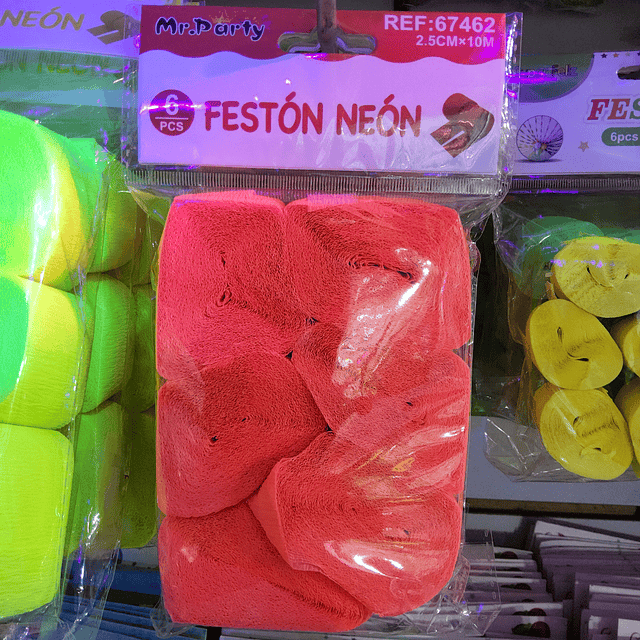 NEÓN
Mr.Party
REF:67462
2.5CM×10M
6
PCS
FESTÓN NEÓN
FES
6pcs